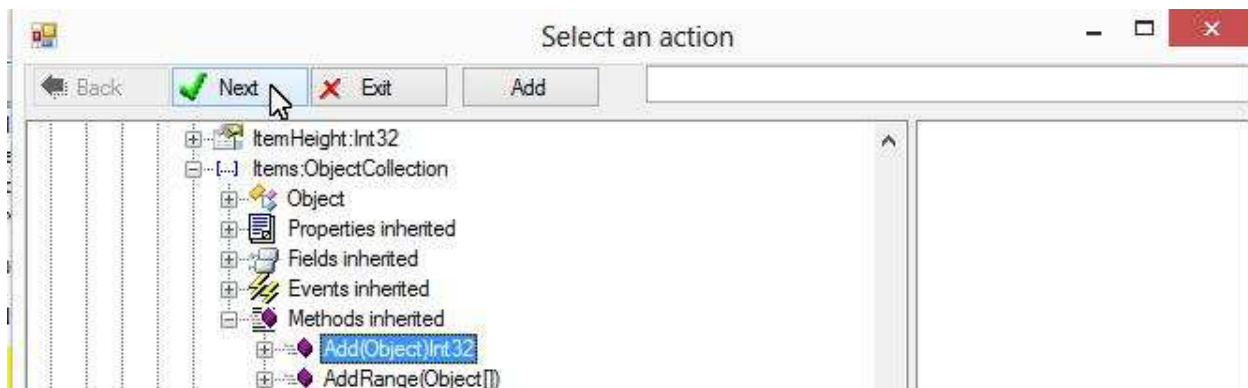 Select an action
Back Next Exit Add
ItemHeight:Int32
Items:ObjectCollection
Object
Properties inherited
Fields inherited
Events inherited
Methods inherited
Add(Object)Int32
AddRange(Object[])